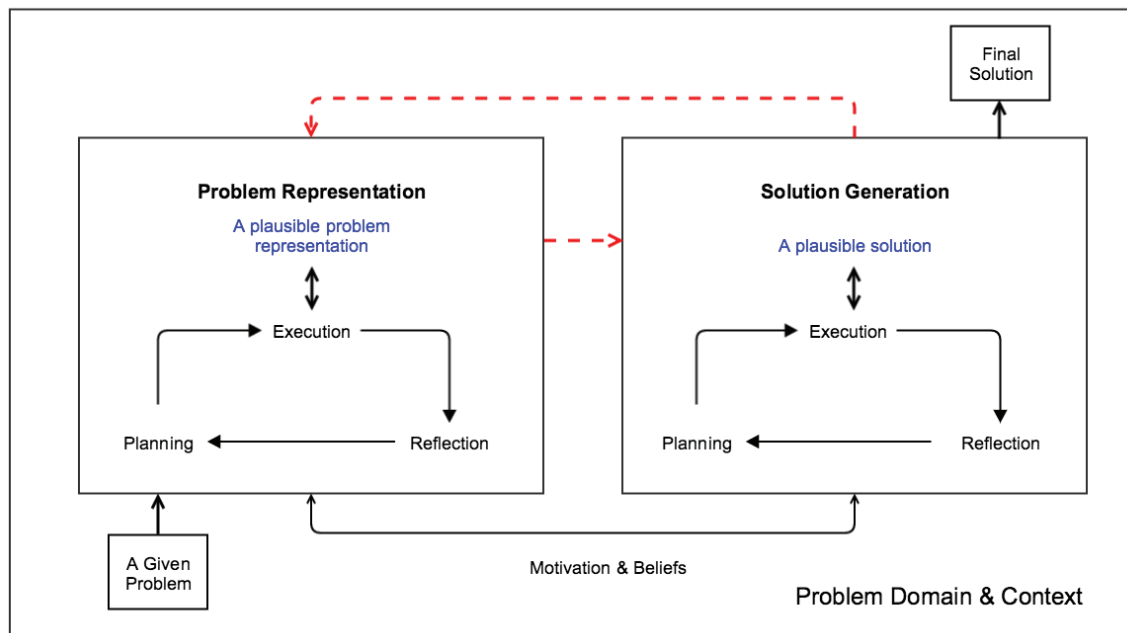 Final
Solution
Problem Representation
A plausible problem
representation
Execution
Planning
Reflection
Solution Generation
A plausible solution
Execution
Planning
Reflection
A Given
Problem
Motivation & Beliefs
Problem Domain & Context